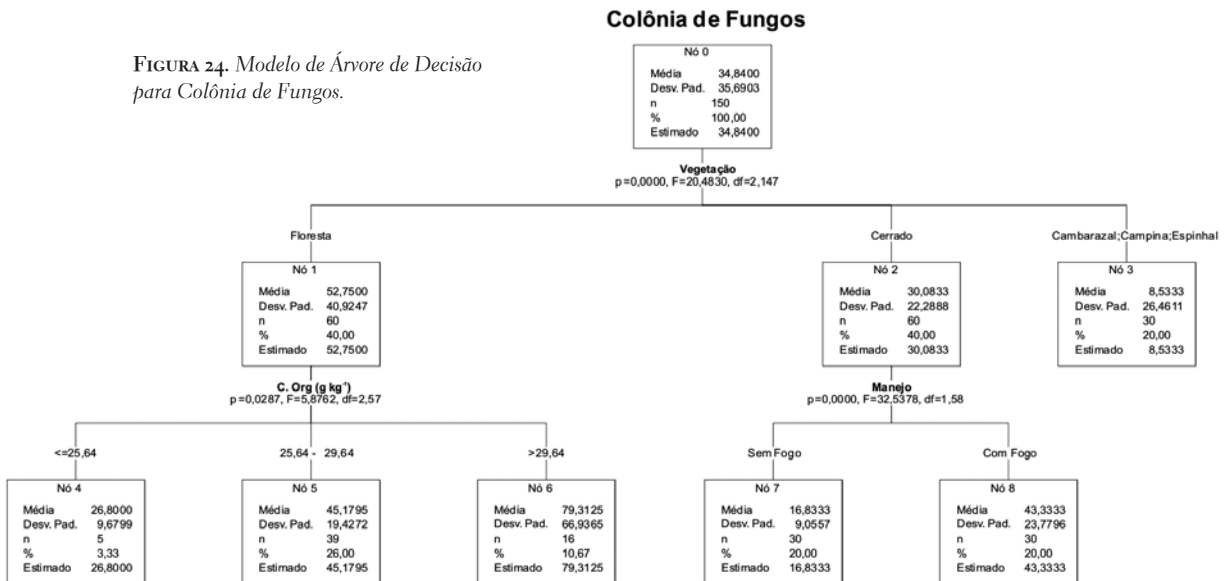 Colônia de Fungos
FIGURA 24. Modelo de Árvore de Decisão
para Colônia de Fungos.
Nó 0
Média 34,8400
Desv. Pad. 35,6903
n 150
% 100,00
Estimado 34,8400
Vegetação
p=0,0000, F=20,4830, df=2,147
Floresta
Cerrado
Cambarazal;Campina;Espinhal
Nó 1
Média 52,7500
Desv. Pad. 40,9247
n 60
% 40,00
Estimado 52,7500
Nó 2
Média 30,0833
Desv. Pad. 22,2888
n 60
% 40,00
Estimado 30,0833
Nó 3
Média 8,5333
Desv. Pad. 26,4611
n 30
% 20,00
Estimado 8,5333
C. Org (g kg⁻¹)
p=0,0287, F=5,8762, df=2,57
Manejo
p=0,0000, F=32,5378, df=1,58
<=25,64
25,64 - 29,64
>29,64
Sem Fogo
Com Fogo
Nó 4
Média 26,8000
Desv. Pad. 9,6799
n 5
% 3,33
Estimado 26,8000
Nó 5
Média 45,1795
Desv. Pad. 19,4272
n 39
% 26,00
Estimado 45,1795
Nó 6
Média 79,3125
Desv. Pad. 66,9365
n 16
% 10,67
Estimado 79,3125
Nó 7
Média 16,8333
Desv. Pad. 9,0557
n 30
% 20,00
Estimado 16,8333
Nó 8
Média 43,3333
Desv. Pad. 23,7796
n 30
% 20,00
Estimado 43,3333